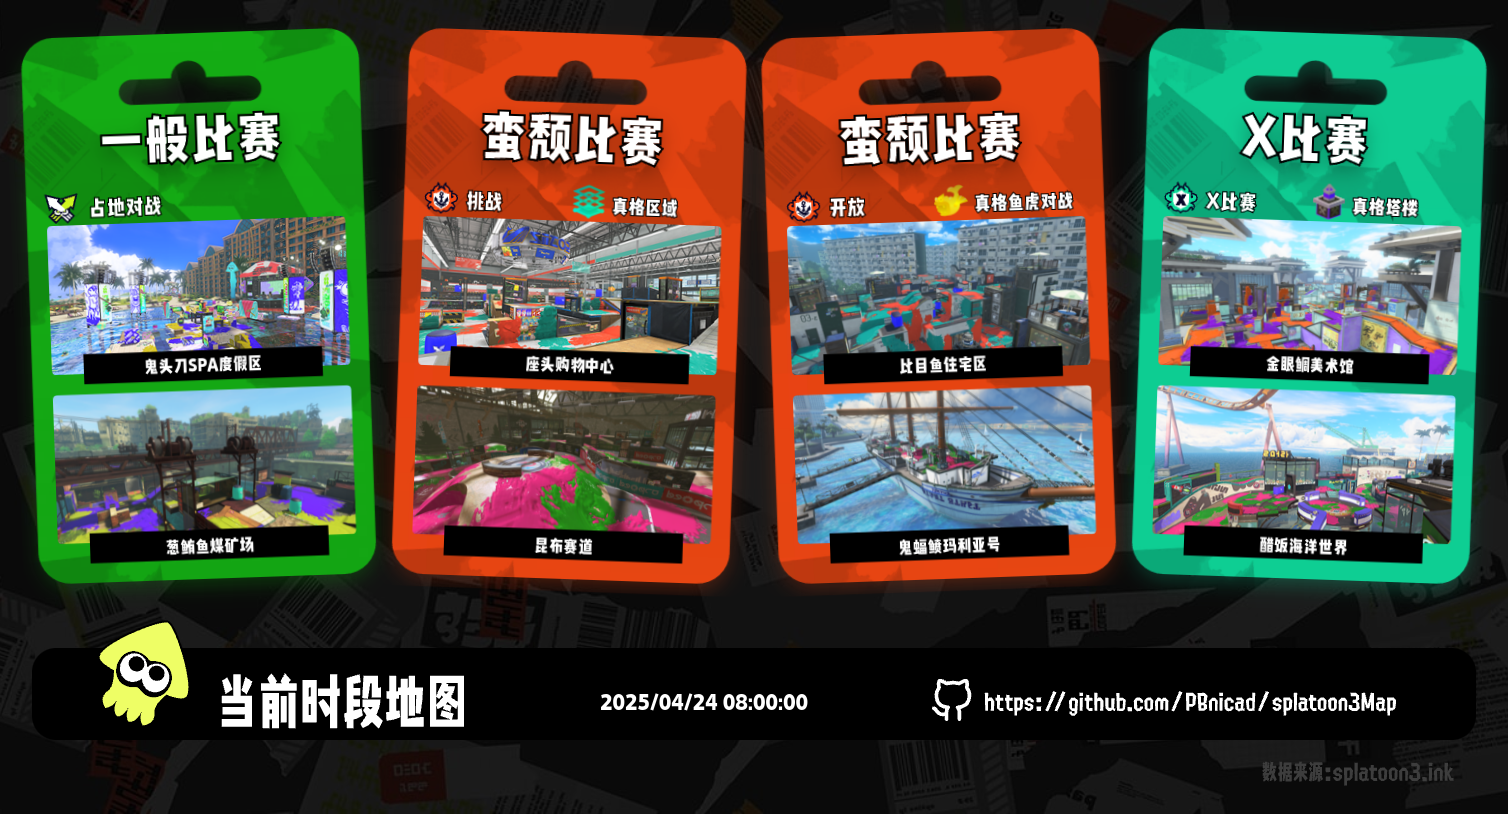 一般比赛
占地对战
鬼头刀SPA度假区
葱鲔鱼煤矿场
蛮颓比赛
挑战
真格区域
座头购物中心
昆布赛道
蛮颓比赛
开放
真格鱼虎对战
比目鱼住宅区
鬼蝠鲼玛利亚号
X比赛
X比赛
真格塔楼
金眼鲷美术馆
醋饭海洋世界
当前时段地图
2025/04/24 08:00:00
https://github.com/PBnicad/splatoon3Map
数据来源:splatoon3.ink